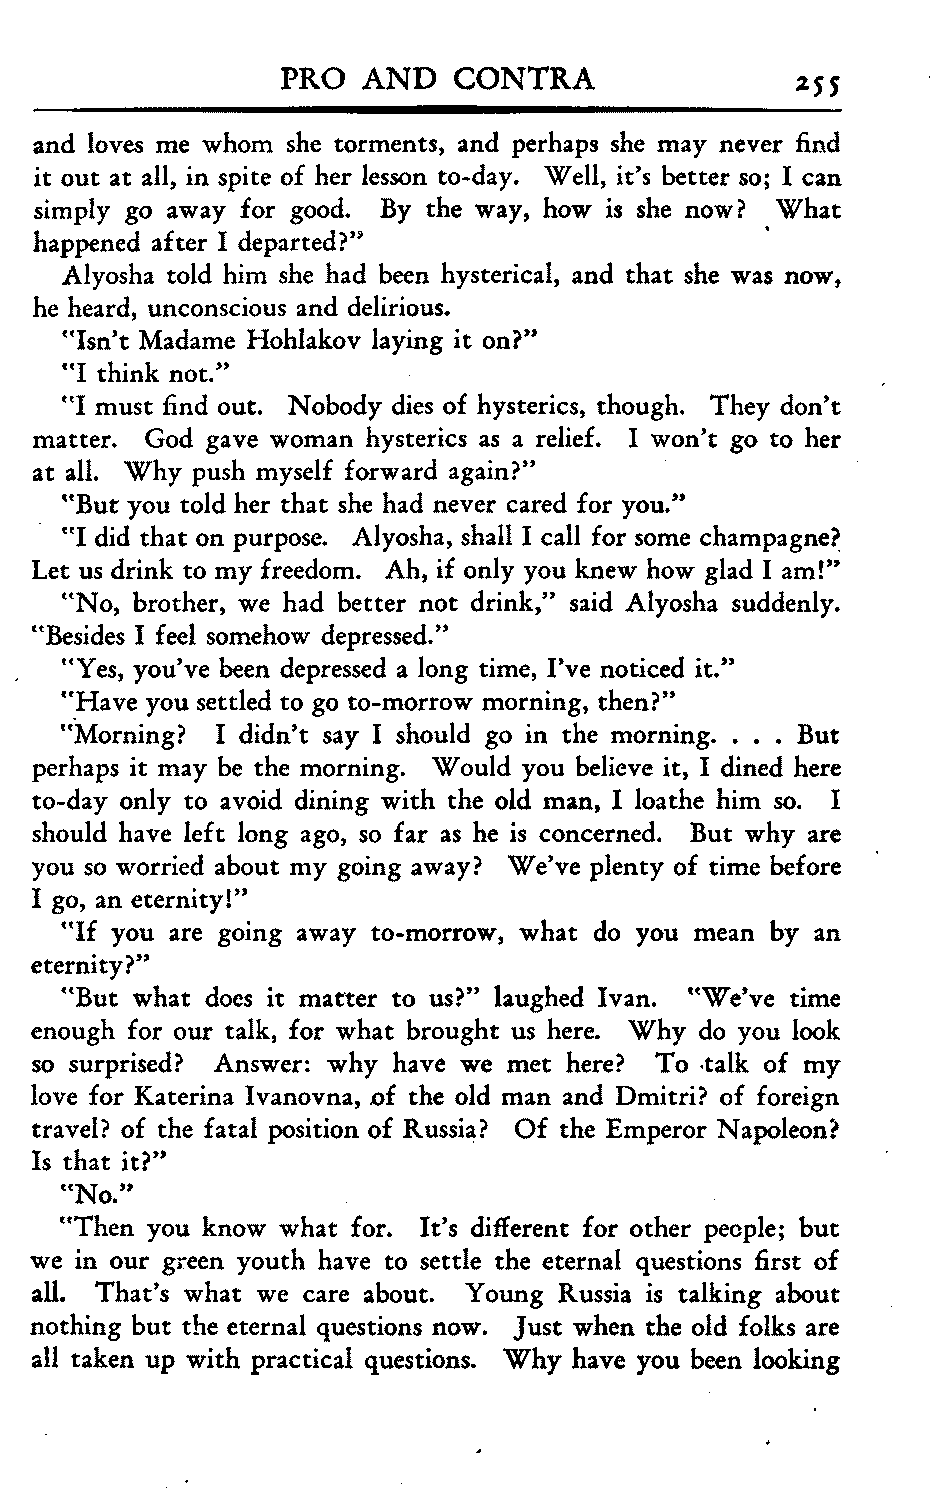 PRO AND CONTRA 255
and loves me whom she torments, and perhaps she may never find
it out at all, in spite of her lesson to-day. Well, it's better so; I can
simply go away for good. By the way, how is she now? What
happened after I departed?"
Alyosha told him she had been hysterical, and that she was now,
he heard, unconscious and delirious.
"Isn't Madame Hohlakov laying it on?"
"I think not."
"I must find out. Nobody dies of hysterics, though. They don't
matter. God gave woman hysterics as a relief. I won't go to her
at all. Why push myself forward again?"
"But you told her that she had never cared for you."
"I did that on purpose. Alyosha, shall I call for some champagne?
Let us drink to my freedom. Ah, if only you knew how glad I am!"
"No, brother, we had better not drink," said Alyosha suddenly.
"Besides I feel somehow depressed."
"Yes, you've been depressed a long time, I've noticed it."
"Have you settled to go to-morrow morning, then?"
"Morning? I didn't say I should go in the morning. . . . But
perhaps it may be the morning. Would you believe it, I dined here
to-day only to avoid dining with the old man, I loathe him so. I
should have left long ago, so far as he is concerned. But why are
you so worried about my going away? We've plenty of time before
I go, an eternity!"
"If you are going away to-morrow, what do you mean by an
eternity?"
"But what does it matter to us?" laughed Ivan. "We've time
enough for our talk, for what brought us here. Why do you look
so surprised? Answer: why have we met here? To talk of my
love for Katerina Ivanovna, of the old man and Dmitri? of foreign
travel? of the fatal position of Russia? Of the Emperor Napoleon?
Is that it?"
"No."
"Then you know what for. It's different for other people; but
we in our green youth have to settle the eternal questions first of
all. That's what we care about. Young Russia is talking about
nothing but the eternal questions now. Just when the old folks are
all taken up with practical questions. Why have you been looking